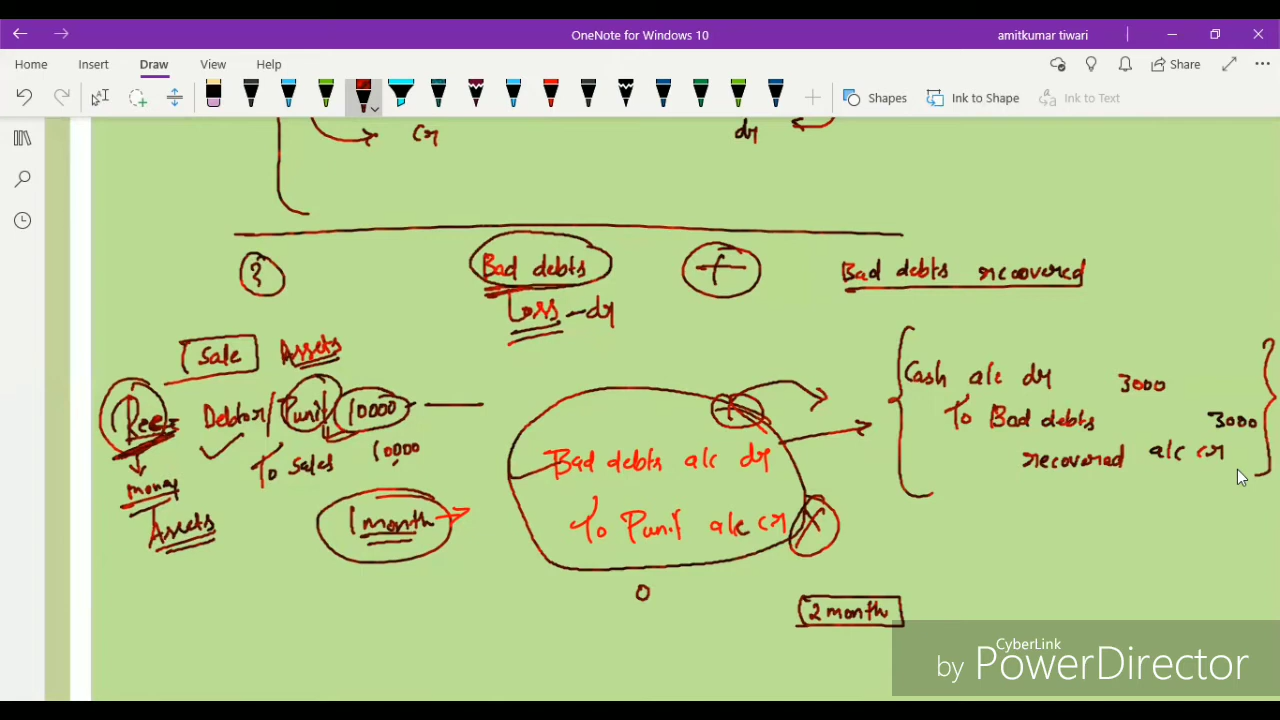 OneNote for Windows 10
amitkumar tiwari
Home Insert Draw View Help
Share
Shapes
Ink to Shape
Ink to Text
cr
dr
Bad debts
Loss - dr
Bad debts recovered
Sale Assets
Debtor/Punit 10000
To Sales 10000
money
Assets
1 month
Bad debts a/c dr
To Punit a/c cr
Cash a/c dr 3000
To Bad debts 3000
recovered a/c cr
2 month
CyberLink
by PowerDirector